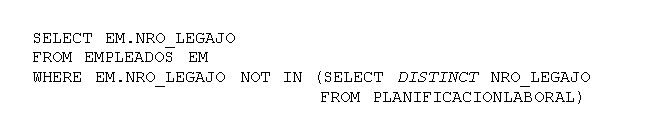 SELECT EM.NRO_LEGAJO
FROM EMPLEADOS EM
WHERE EM.NRO_LEGAJO NOT IN (SELECT DISTINCT NRO_LEGAJO
FROM PLANIFICACIONLABORAL)